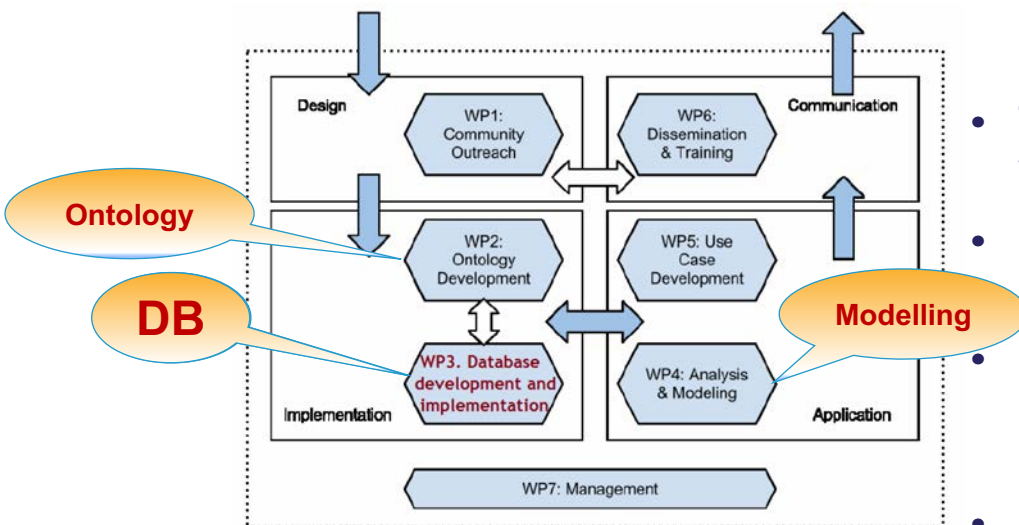 Design
WP1:
Community
Outreach
WP6:
Dissemination
& Training
Communication
Ontology
WP2:
Ontology
Development
WP5: Use
Case
Development
DB
Modelling
WP3. Database
development and
implementation
WP4: Analysis
& Modeling
Implementation
Application
WP7: Management